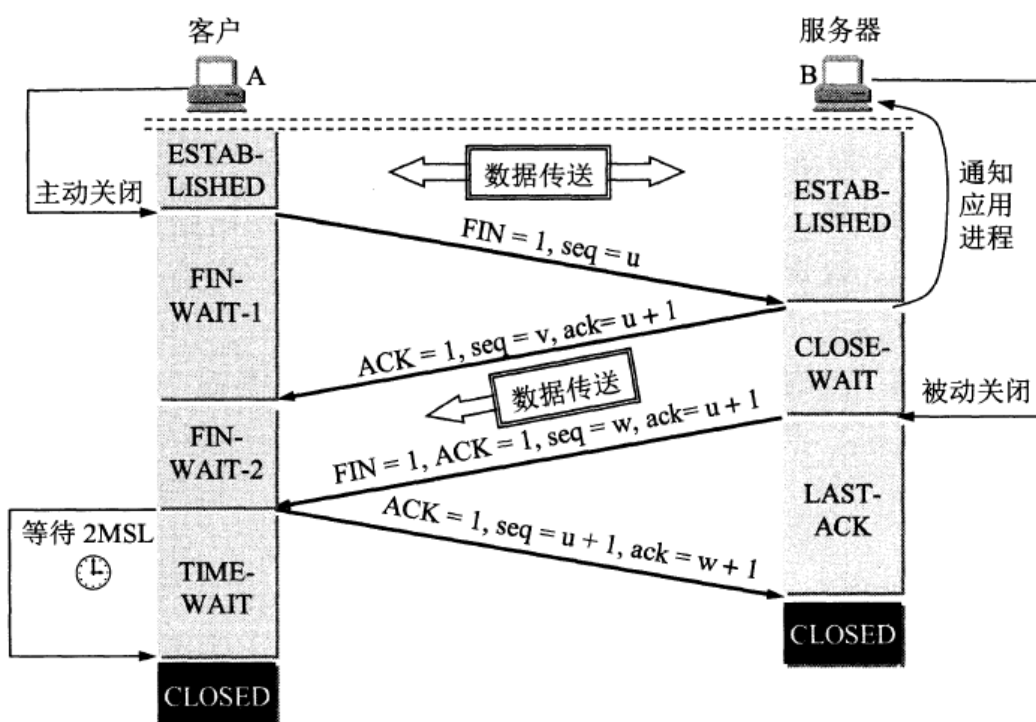 客户
服务器
A
B
ESTAB-
LISHED
数据传送
主动关闭
ESTAB-
LISHED
通知
应用
进程
FIN = 1, seq = u
FIN-
WAIT-1
ACK = 1, seq = v, ack= u + 1
CLOSE-
WAIT
数据传送
被动关闭
FIN-
WAIT-2
FIN = 1, ACK = 1, seq = w, ack= u + 1
LAST-
ACK
等待 2MSL
ACK = 1, seq = u + 1, ack = w + 1
TIME-
WAIT
CLOSED
CLOSED